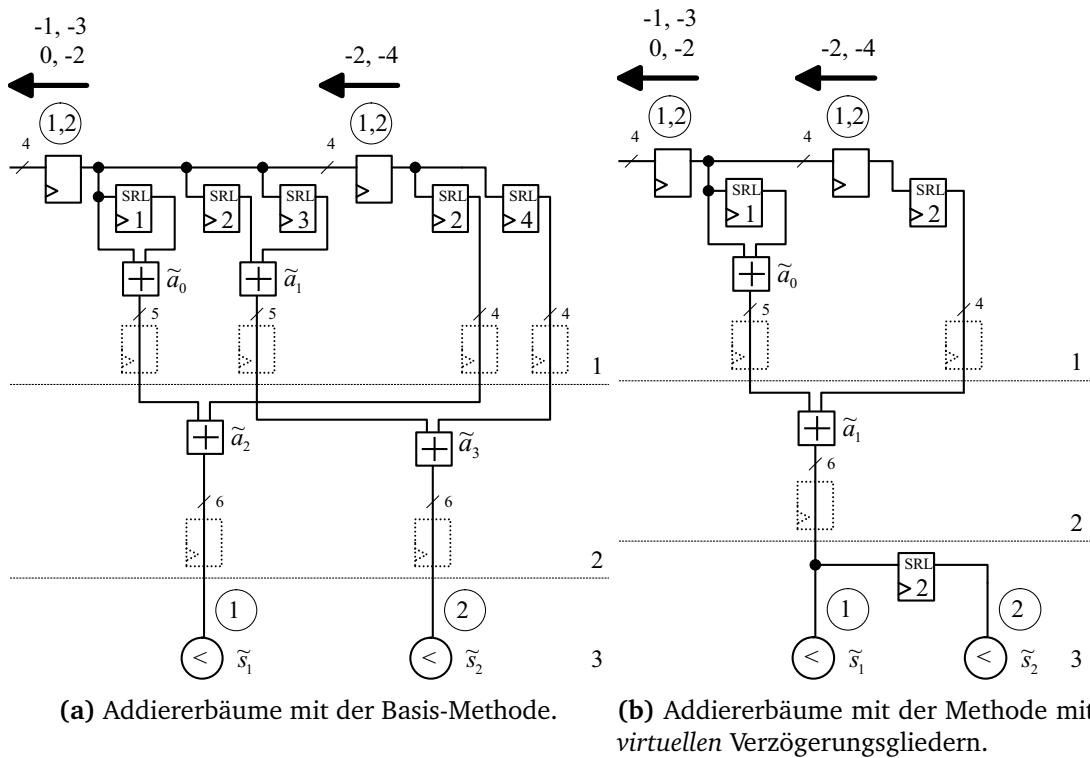 -1, -3
0, -2
-2, -4
1,2
1,2
4
4
SRL
1
SRL
2
SRL
3
SRL
2
SRL
4
+
ã₀
+
ã₁
5
5
4
4
1
+
ã₂
+
ã₃
6
6
2
1
2
<
s̃₁
<
s̃₂
3
(a) Addiererbäume mit der Basis-Methode.
-1, -3
0, -2
-2, -4
1,2
1,2
4
4
SRL
1
SRL
2
+
ã₀
5
4
1
+
ã₁
6
2
SRL
2
1
2
<
s̃₁
<
s̃₂
3
(b) Addiererbäume mit der Methode mit
virtuellen Verzögerungsgliedern.